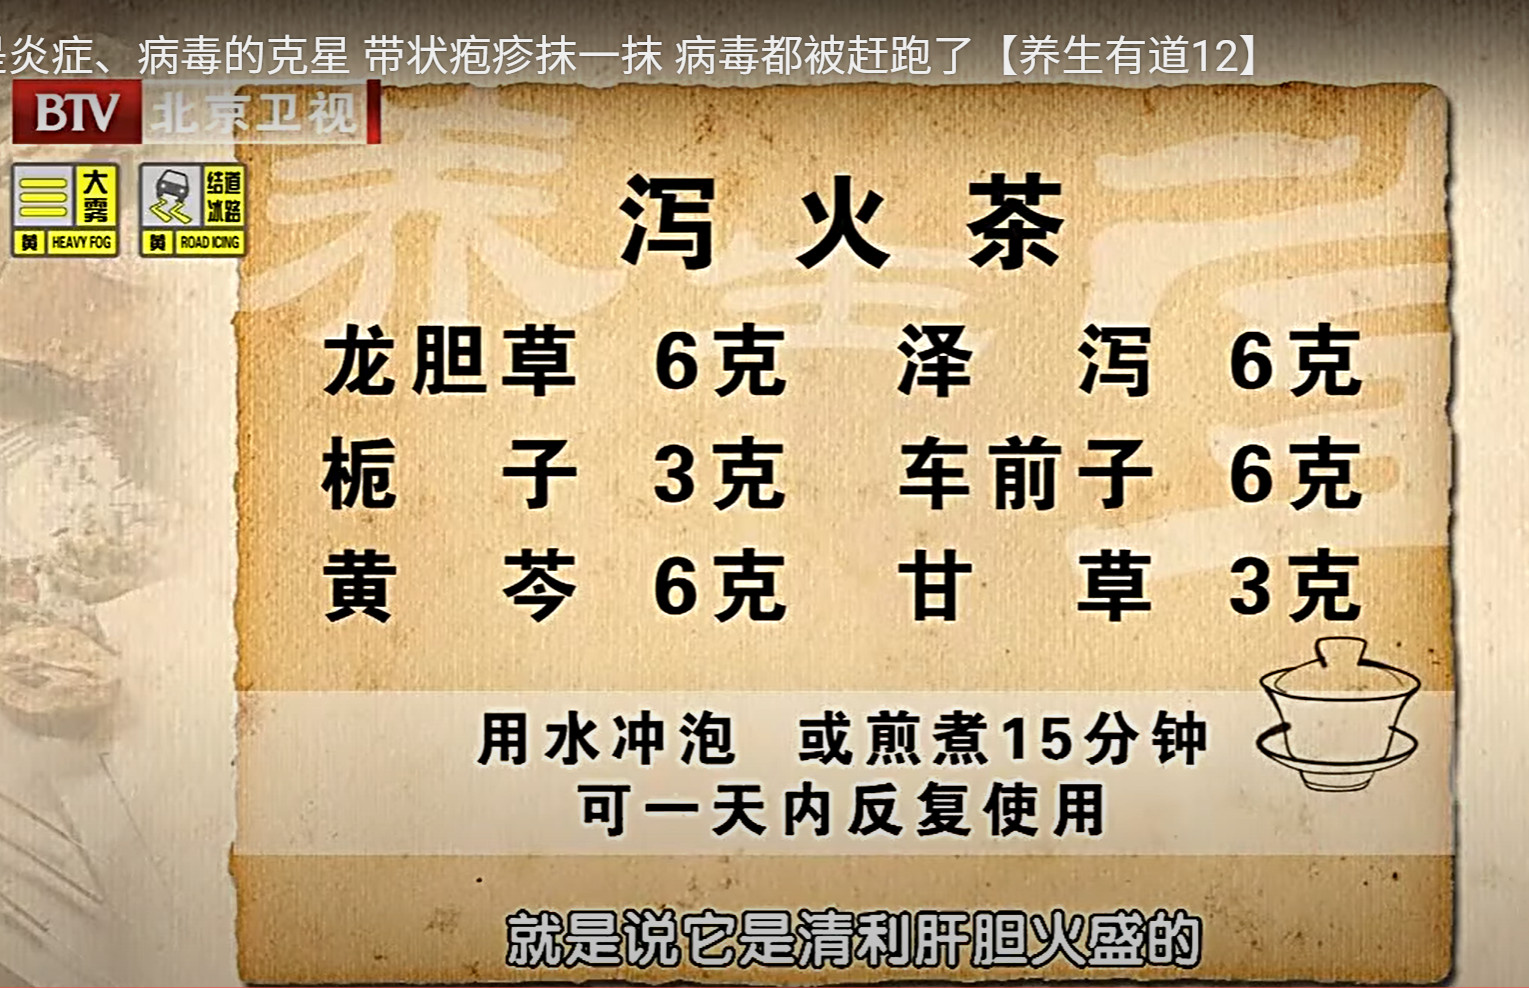 是炎症、病毒的克星 带状疱疹抹一抹 病毒都被赶跑了【养生有道12】
BTV 北京卫视
大雾
黄 HEAVY FOG
道路结冰
黄 ROAD ICING
养生堂
泻火茶
龙胆草 6克 泽泻 6克
栀子 3克 车前子 6克
黄芩 6克 甘草 3克
用水冲泡 或煎煮15分钟
可一天内反复使用
就是说它是清利肝胆火盛的